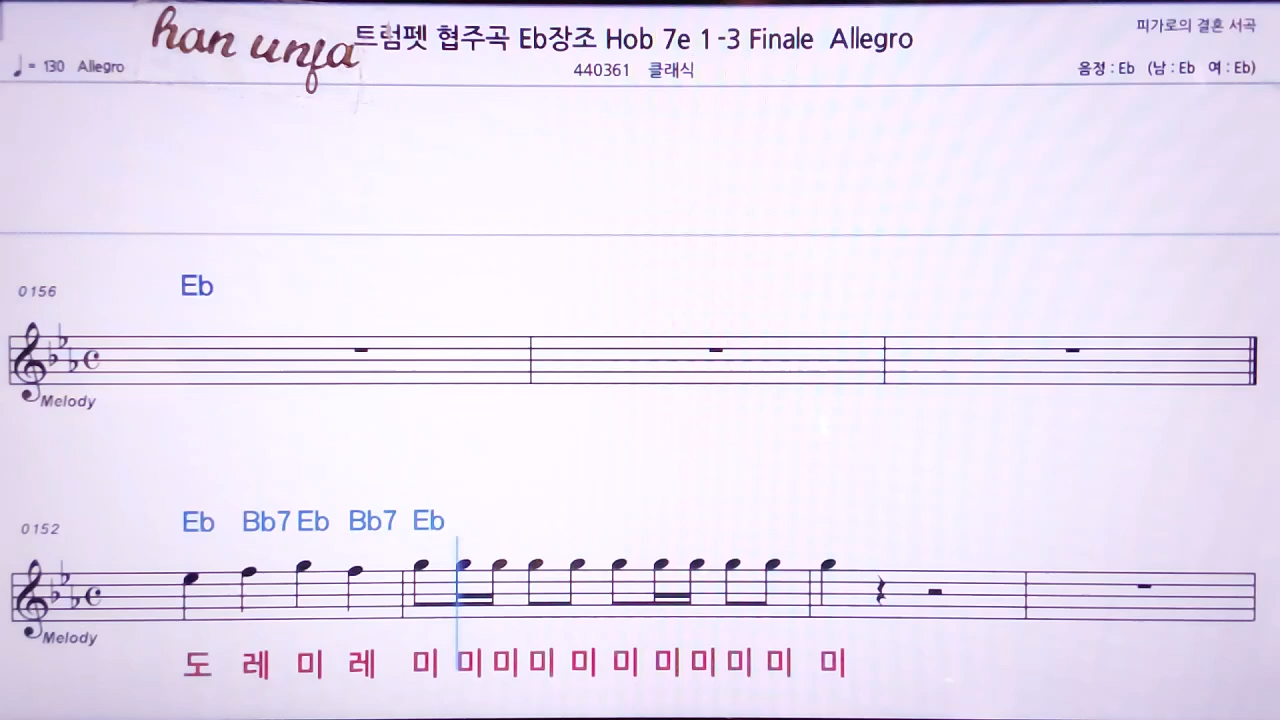 han unfa
트럼펫 협주곡 Eb장조 Hob 7e 1-3 Finale Allegro
피가로의 결혼 서곡
♩= 130 Allegro
440361 클래식
음정 : Eb (남 : Eb 여 : Eb)
0156 Eb
Melody
0152 Eb Bb7 Eb Bb7 Eb
Melody
도 레 미 레 미 미 미 미 미 미 미 미 미 미 미